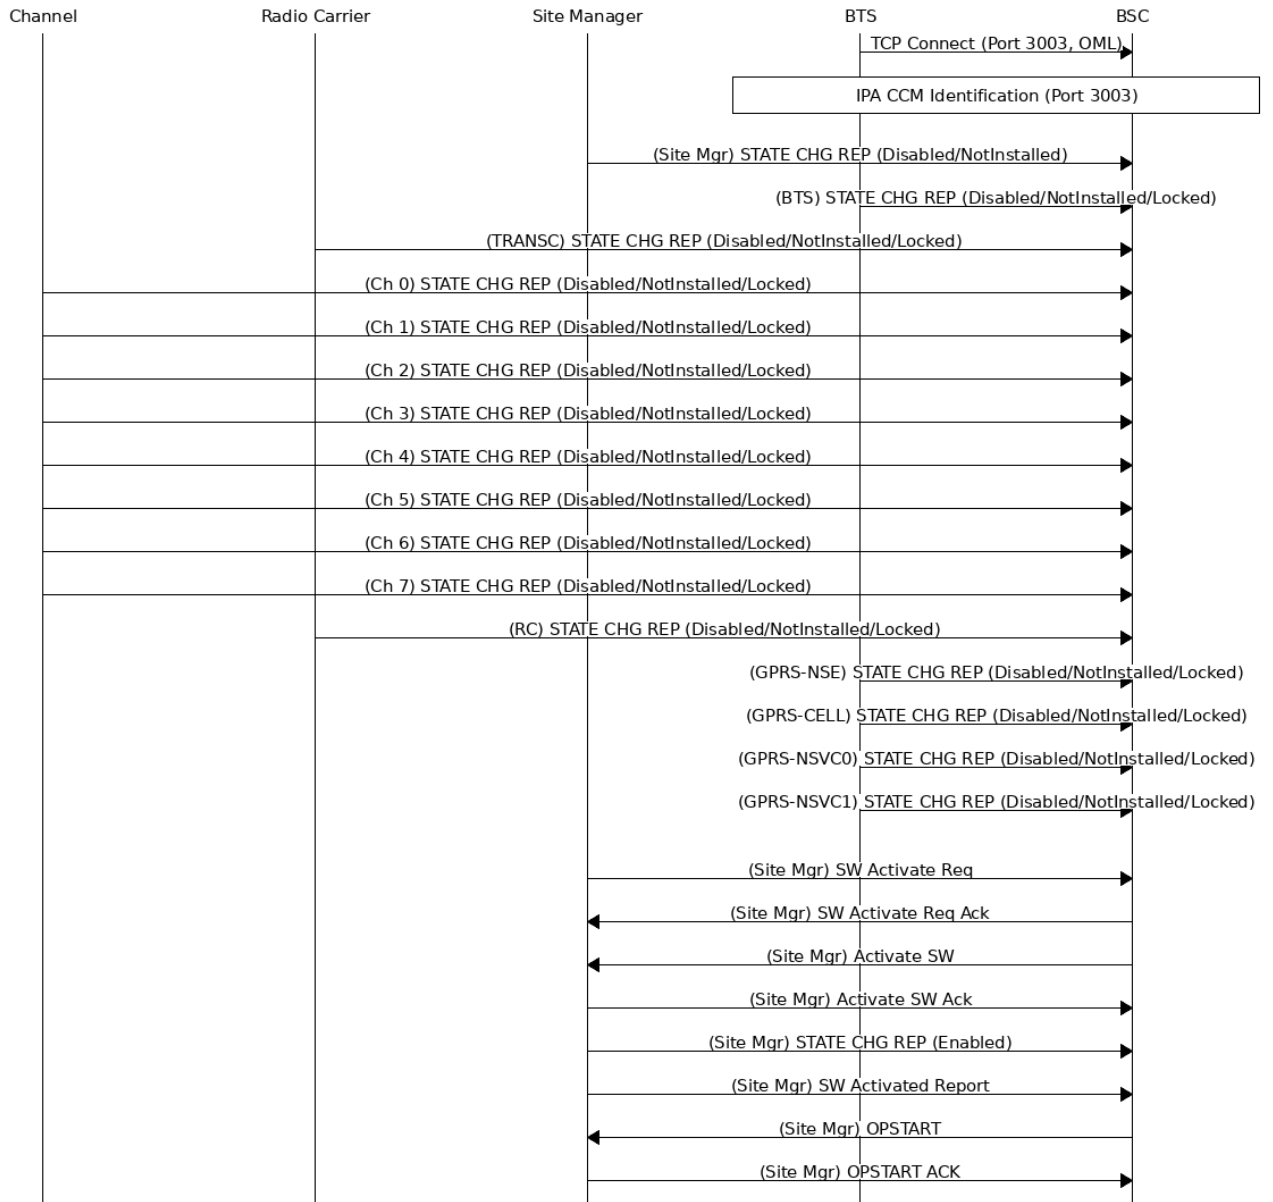 Channel Radio Carrier Site Manager BTS BSC
TCP Connect (Port 3003, OML)
IPA CCM Identification (Port 3003)
(Site Mgr) STATE CHG REP (Disabled/NotInstalled)
(BTS) STATE CHG REP (Disabled/NotInstalled/Locked)
(TRANSC) STATE CHG REP (Disabled/NotInstalled/Locked)
(Ch 0) STATE CHG REP (Disabled/NotInstalled/Locked)
(Ch 1) STATE CHG REP (Disabled/NotInstalled/Locked)
(Ch 2) STATE CHG REP (Disabled/NotInstalled/Locked)
(Ch 3) STATE CHG REP (Disabled/NotInstalled/Locked)
(Ch 4) STATE CHG REP (Disabled/NotInstalled/Locked)
(Ch 5) STATE CHG REP (Disabled/NotInstalled/Locked)
(Ch 6) STATE CHG REP (Disabled/NotInstalled/Locked)
(Ch 7) STATE CHG REP (Disabled/NotInstalled/Locked)
(RC) STATE CHG REP (Disabled/NotInstalled/Locked)
(GPRS-NSE) STATE CHG REP (Disabled/NotInstalled/Locked)
(GPRS-CELL) STATE CHG REP (Disabled/NotInstalled/Locked)
(GPRS-NSVC0) STATE CHG REP (Disabled/NotInstalled/Locked)
(GPRS-NSVC1) STATE CHG REP (Disabled/NotInstalled/Locked)
(Site Mgr) SW Activate Req
(Site Mgr) SW Activate Req Ack
(Site Mgr) Activate SW
(Site Mgr) Activate SW Ack
(Site Mgr) STATE CHG REP (Enabled)
(Site Mgr) SW Activated Report
(Site Mgr) OPSTART
(Site Mgr) OPSTART ACK